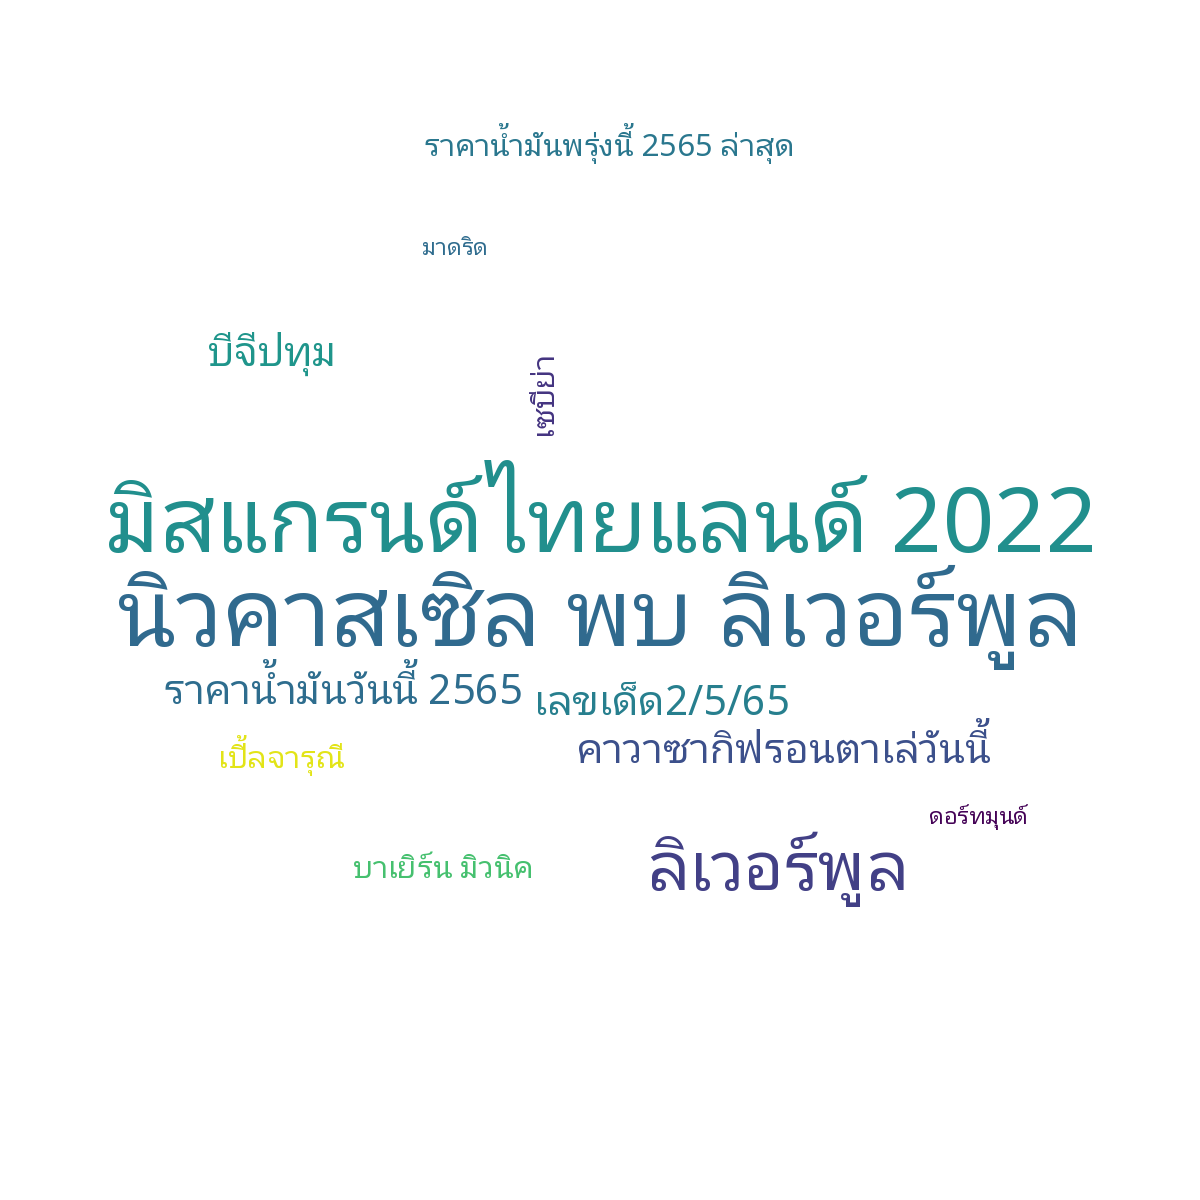 ราคาน้ำมันพรุ่งนี้ 2565 ล่าสุด
มาดริด
บีจีปทุม
เซบีย่า
มิสแกรนด์ไทยแลนด์ 2022
นิวคาสเซิล พบ ลิเวอร์พูล
ราคาน้ำมันวันนี้ 2565
เลขเด็ด2/5/65
คาวาซากิฟรอนตาเล่วันนี้
เปิ้ลจารุณี
ดอร์ทมุนด์
ลิเวอร์พูล
บาเยิร์น มิวนิค